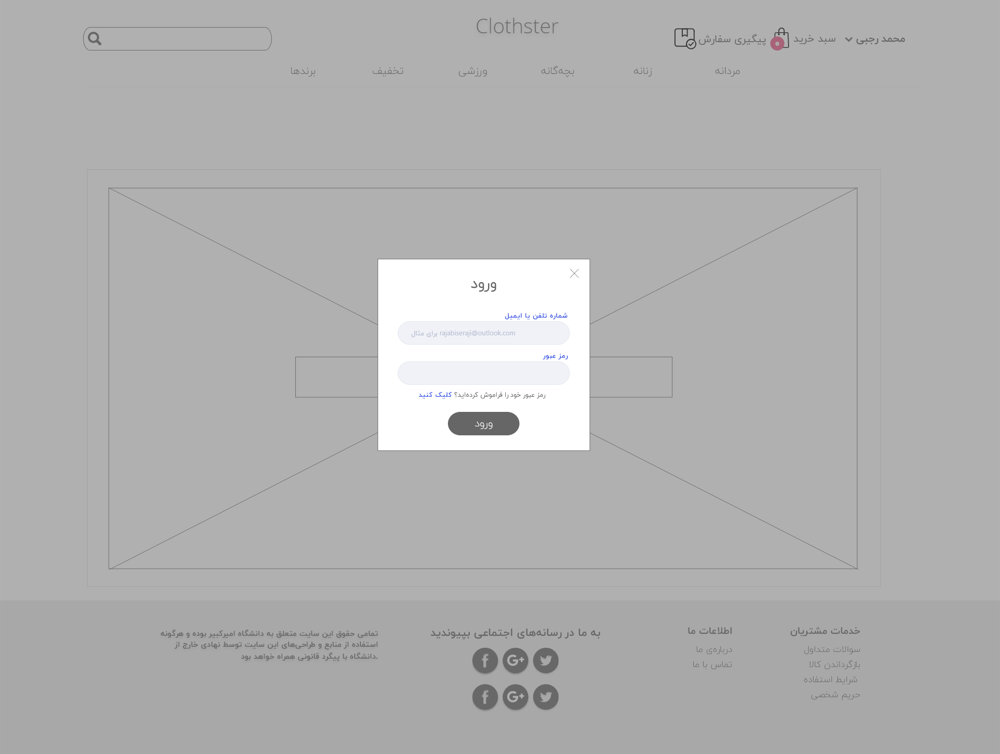 Clothster
محمد رجبی
سبد خرید
پیگیری سفارش
مردانه
زنانه
بچه‌گانه
ورزشی
تخفیف
برندها
ورود
شماره تلفن یا ایمیل
برای مثال rajabiseraji@outlook.com
رمز عبور
رمز عبور خود را فراموش کرده‌اید؟ کلیک کنید
ورود
خدمات مشتریان
سوالات متداول
بازگرداندن کالا
شرایط استفاده
حریم شخصی
اطلاعات ما
درباره‌ی ما
تماس با ما
به ما در رسانه‌های اجتماعی بپیوندید
تمامی حقوق این سایت متعلق به دانشگاه امیرکبیر بوده و هرگونه
استفاده از منابع و طراحی‌های این سایت توسط نهادی خارج از
دانشگاه با پیگرد قانونی همراه خواهد بود.